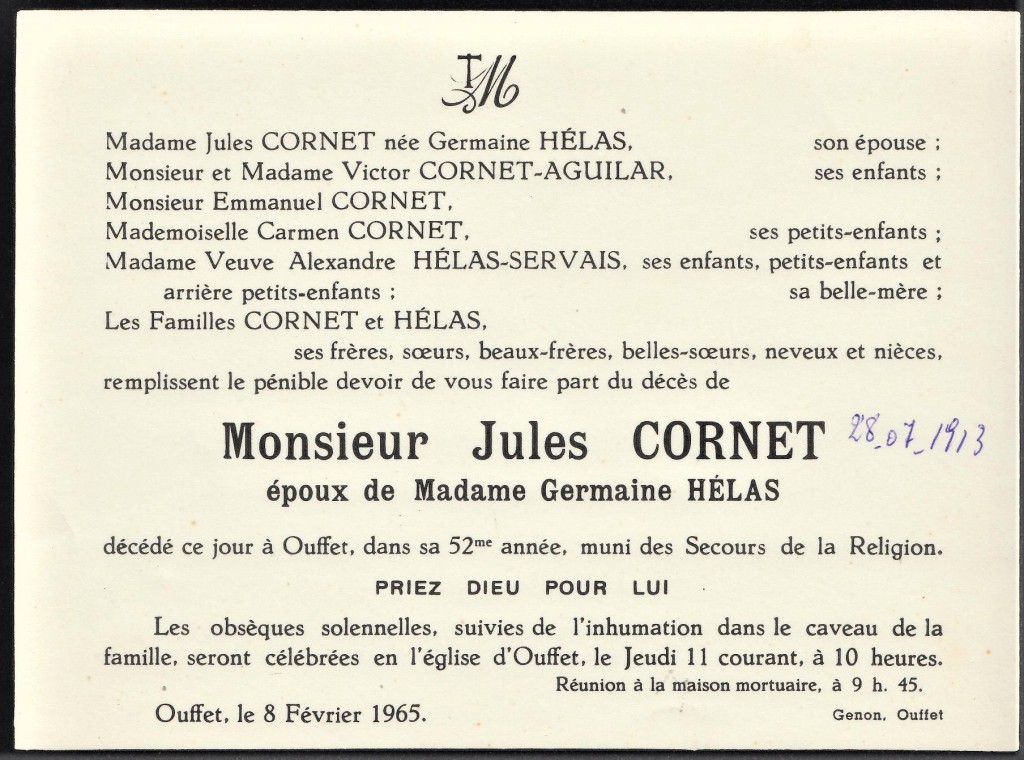 †M
Madame Jules CORNET née Germaine HÉLAS, son épouse ;
Monsieur et Madame Victor CORNET-AGUILAR, ses enfants ;
Monsieur Emmanuel CORNET,
Mademoiselle Carmen CORNET, ses petits-enfants ;
Madame Veuve Alexandre HÉLAS-SERVAIS, ses enfants, petits-enfants et
arrière petits-enfants ; sa belle-mère ;
Les Familles CORNET et HÉLAS,
ses frères, sœurs, beaux-frères, belles-sœurs, neveux et nièces,
remplissent le pénible devoir de vous faire part du décès de
Monsieur Jules CORNET 28-07-1913
époux de Madame Germaine HÉLAS
décédé ce jour à Ouffet, dans sa 52me année, muni des Secours de la Religion.
PRIEZ DIEU POUR LUI
Les obsèques solennelles, suivies de l'inhumation dans le caveau de la
famille, seront célébrées en l'église d'Ouffet, le Jeudi 11 courant, à 10 heures.
Réunion à la maison mortuaire, à 9 h. 45.
Ouffet, le 8 Février 1965. Genon, Ouffet